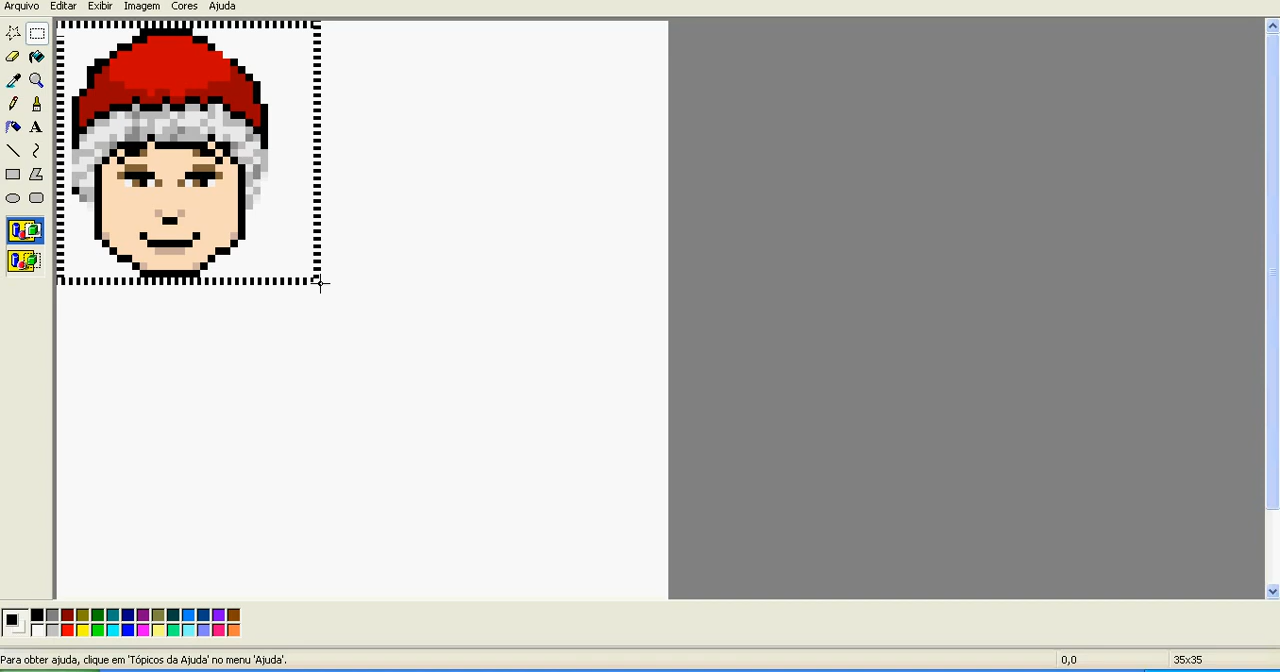 Arquivo Editar Exibir Imagem Cores Ajuda
A
Para obter ajuda, clique em 'Tópicos da Ajuda' no menu 'Ajuda'. 0,0 35x35